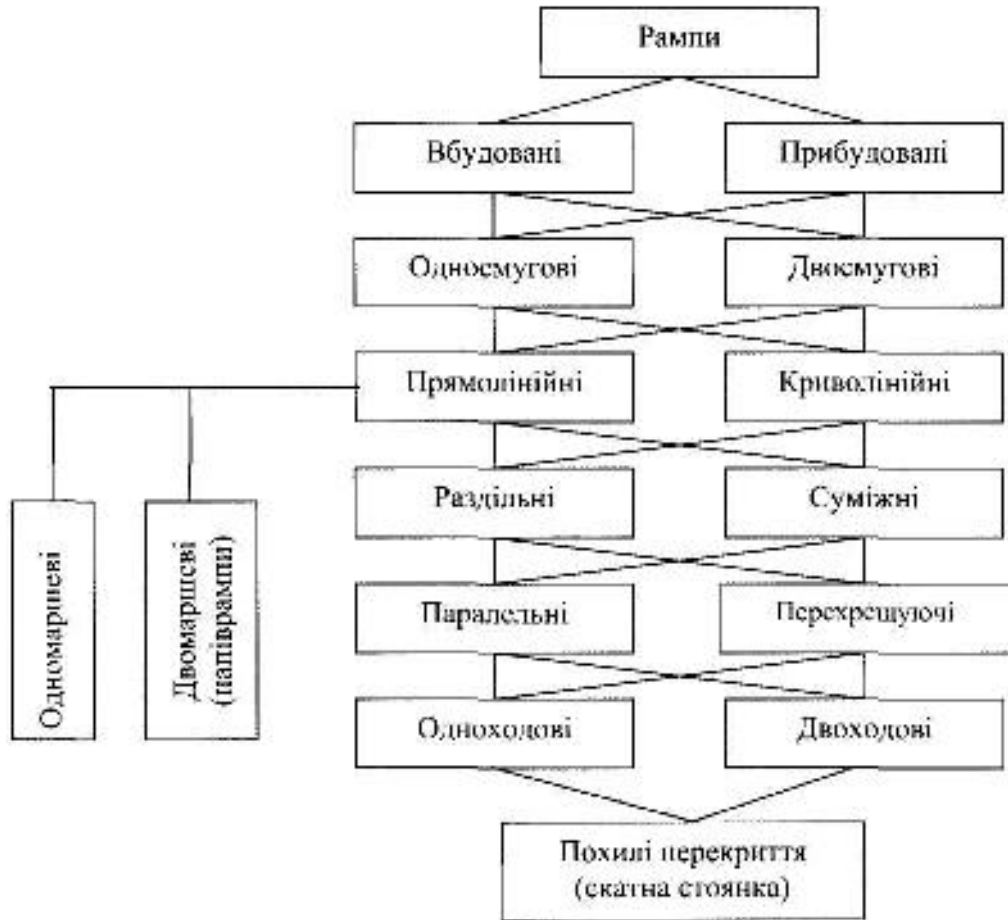 Рампи
Вбудовані
Прибудовані
Односмугові
Двосмугові
Прямолінійні
Криволінійні
Раздільні
Суміжні
Паралельні
Перехрещуючі
Одноходові
Двоходові
Похилі перекриття
(скатна стоянка)
Одномаршеві
Двомаршеві
(напіврампи)